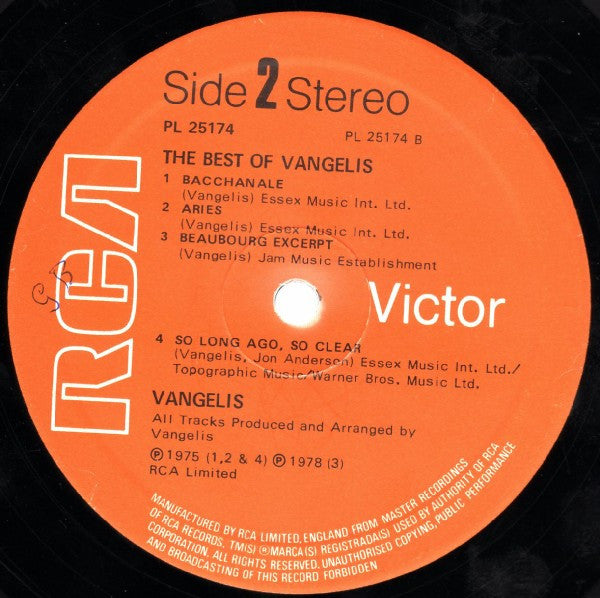 Side 2 Stereo
PL 25174 PL 25174 B
THE BEST OF VANGELIS
1 BACCHANALE
(Vangelis) Essex Music Int. Ltd.
2 ARIES
(Vangelis) Essex Music Int. Ltd.
3 BEAUBOURG EXCERPT
(Vangelis) Jam Music Establishment
RCA
Victor
GB
4 SO LONG AGO, SO CLEAR
(Vangelis, Jon Anderson) Essex Music Int. Ltd./
Topographic Music/Warner Bros. Music Ltd.
VANGELIS
All Tracks Produced and Arranged by
Vangelis
Ⓟ 1975 (1,2 & 4) Ⓟ 1978 (3)
RCA Limited
MANUFACTURED BY RCA LIMITED, ENGLAND FROM MASTER RECORDINGS
OF RCA RECORDS. TM(S) ® MARCA(S) REGISTRADA(S) USED BY AUTHORITY OF RCA
CORPORATION. ALL RIGHTS RESERVED. UNAUTHORISED COPYING, PUBLIC PERFORMANCE
AND BROADCASTING OF THIS RECORD FORBIDDEN